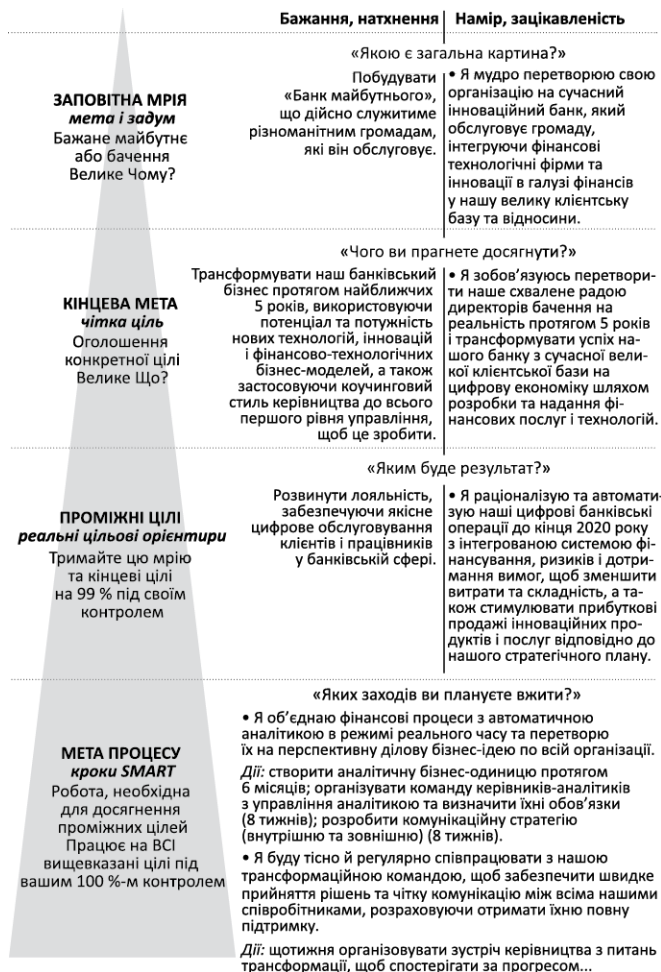 Бажання, натхнення
Намір, зацікавленість
«Якою є загальна картина?»
ЗАПОВІТНА МРІЯ
мета і задум
Бажане майбутнє
або бачення
Велике Чому?
Побудувати
«Банк майбутнього»,
що дійсно служитиме
різноманітним громадам,
які він обслуговує.
• Я мудро перетворюю свою
організацію на сучасний
інноваційний банк, який
обслуговує громаду,
інтегруючи фінансові
технологічні фірми та
інновації в галузі фінансів
у нашу велику клієнтську
базу та відносини.
«Чого ви прагнете досягнути?»
КІНЦЕВА МЕТА
чітка ціль
Оголошення
конкретної цілі
Велике Що?
Трансформувати наш банківський
бізнес протягом найближчих
5 років, використовуючи
потенціал та потужність
нових технологій, інновацій
і фінансово-технологічних
бізнес-моделей, а також
застосовуючи коучинговий
стиль керівництва до всього
першого рівня управління,
щоб це зробити.
• Я зобов’язуюсь перетвори-
ти наше схвалене радою
директорів бачення на
реальність протягом 5 років
і трансформувати успіх на-
шого банку з сучасної вели-
кої клієнтської бази на
цифрову економіку шляхом
розробки та надання фі-
нансових послуг і технологій.
«Яким буде результат?»
ПРОМІЖНІ ЦІЛІ
реальні цільові орієнтири
Тримайте цю мрію
та кінцеві цілі
на 99 % під своїм
контролем
Розвинути лояльність,
забезпечуючи якісне
цифрове обслуговування
клієнтів і працівників
у банківській сфері.
• Я раціоналізую та автомати-
зую наші цифрові банківські
операції до кінця 2020 року
з інтегрованою системою фі-
нансування, ризиків і дотри-
мання вимог, щоб зменшити
витрати та складність, а та-
кож стимулювати прибуткові
продажі інноваційних про-
дуктів і послуг відповідно до
нашого стратегічного плану.
«Яких заходів ви плануєте вжити?»
МЕТА ПРОЦЕСУ
кроки SMART
Робота, необхідна
для досягнення
проміжних цілей
Працює на ВСІ
вищевказані цілі під
вашим 100 %-м контролем
• Я об’єднаю фінансові процеси з автоматичною
аналітикою в режимі реального часу та перетворю
їх на перспективну ділову бізнес-ідею по всій організації.
Дії: створити аналітичну бізнес-одиницю протягом
6 місяців; організувати команду керівників-аналітиків
з управління аналітикою та визначити їхні обов’язки
(8 тижнів); розробити комунікаційну стратегію
(внутрішню та зовнішню) (8 тижнів).
• Я буду тісно й регулярно співпрацювати з нашою
трансформаційною командою, щоб забезпечити швидке
прийняття рішень та чітку комунікацію між всіма нашими
співробітниками, розраховуючи отримати їхню повну
підтримку.
Дії: щотижня організовувати зустріч керівництва з питань
трансформації, щоб спостерігати за прогресом...